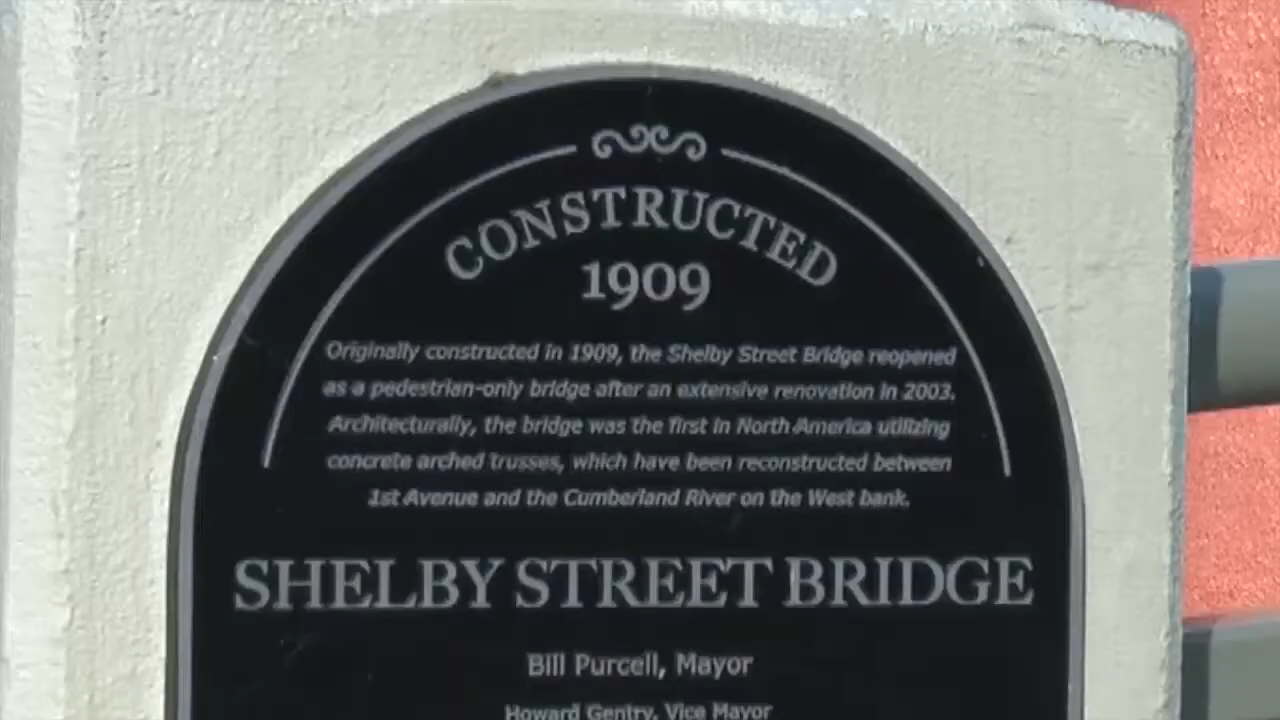 CONSTRUCTED
1909
Originally constructed in 1909, the Shelby Street Bridge reopened
as a pedestrian-only bridge after an extensive renovation in 2003.
Architecturally, the bridge was the first in North America utilizing
concrete arched trusses, which have been reconstructed between
1st Avenue and the Cumberland River on the West bank.
SHELBY STREET BRIDGE
Bill Purcell, Mayor
Howard Gentry, Vice Mayor